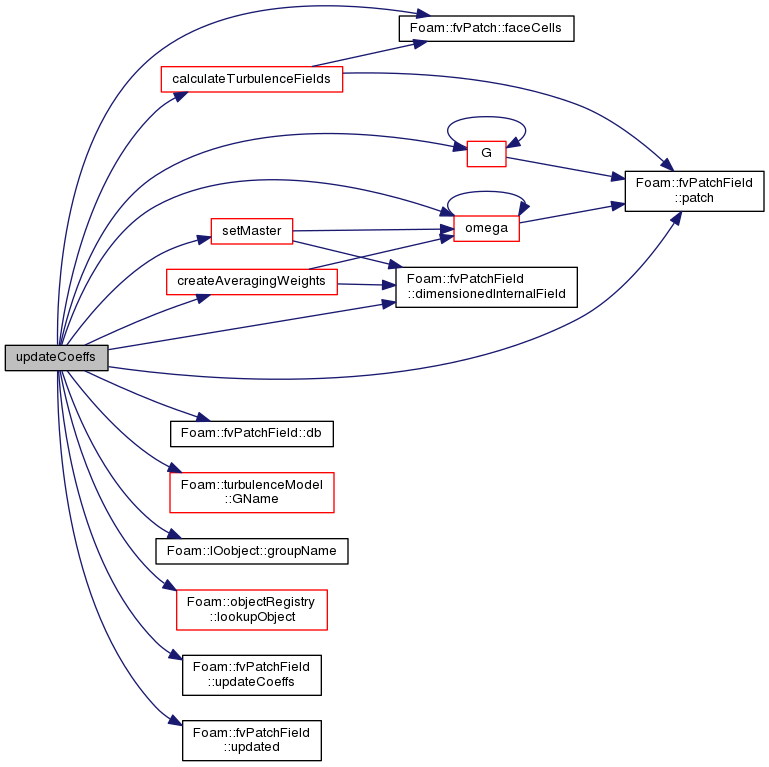 Foam::fvPatch::faceCells
calculateTurbulenceFields
G
Foam::fvPatchField
::patch
setMaster
omega
createAveragingWeights
Foam::fvPatchField
::dimensionedInternalField
updateCoeffs
Foam::fvPatchField::db
Foam::turbulenceModel
::GName
Foam::IOobject::groupName
Foam::objectRegistry
::lookupObject
Foam::fvPatchField
::updateCoeffs
Foam::fvPatchField
::updated